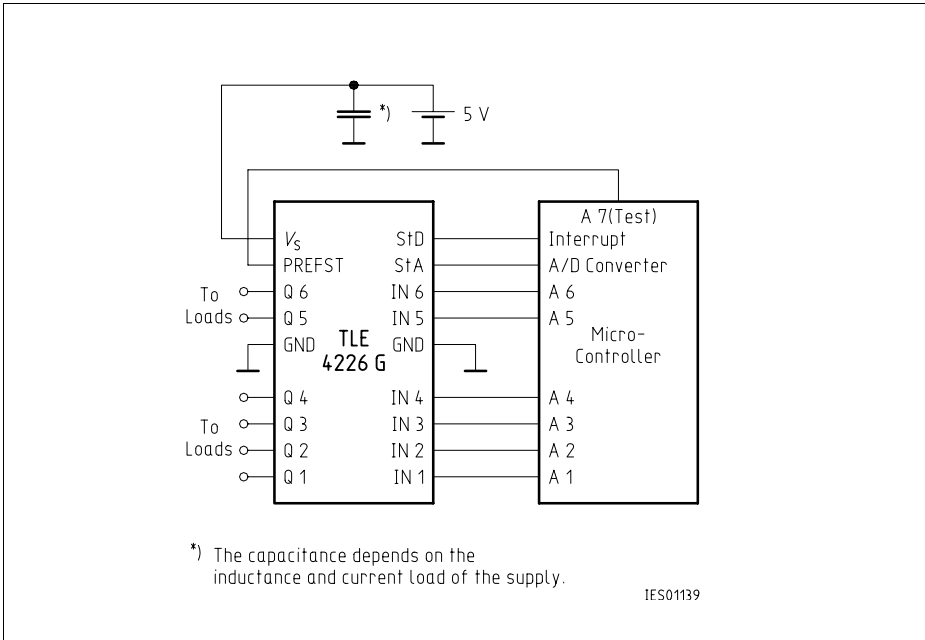 *)
5 V
A 7(Test)
VS StD Interrupt
PREFST StA A/D Converter
Q 6 IN 6 A 6
To
Loads
Q 5 IN 5 A 5
TLE
4226 G
GND GND
Micro-
Controller
Q 4 IN 4 A 4
Q 3 IN 3 A 3
To
Loads
Q 2 IN 2 A 2
Q 1 IN 1 A 1
*) The capacitance depends on the
inductance and current load of the supply.
IES01139